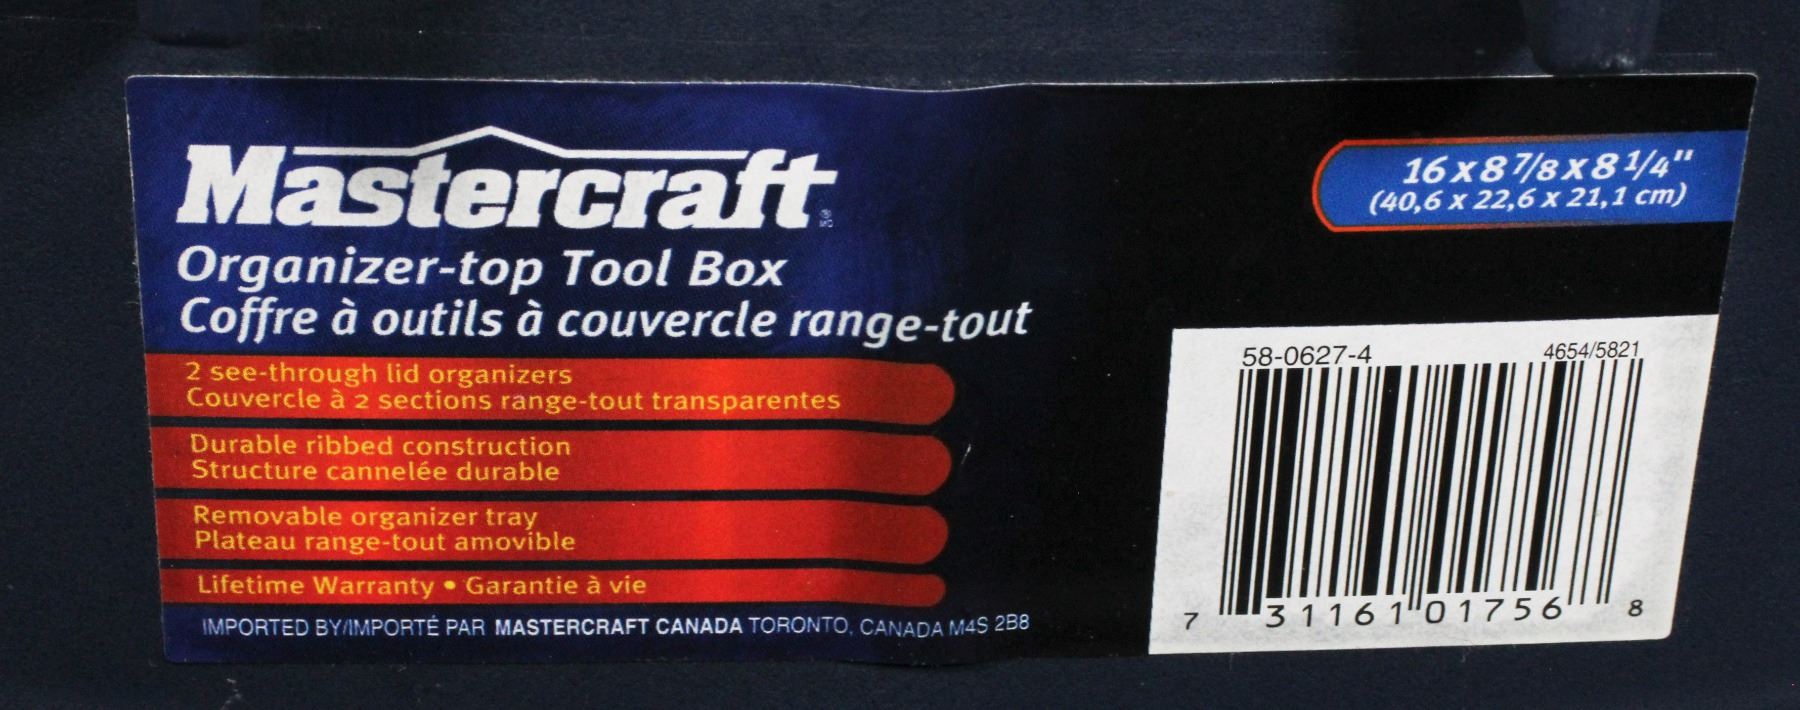 Mastercraft
®
MD
Organizer-top Tool Box
Coffre à outils à couvercle range-tout
16 x 8 7/8 x 8 1/4"
(40,6 x 22,6 x 21,1 cm)
2 see-through lid organizers
Couvercle à 2 sections range-tout transparentes
Durable ribbed construction
Structure cannelée durable
Removable organizer tray
Plateau range-tout amovible
Lifetime Warranty • Garantie à vie
IMPORTED BY/IMPORTÉ PAR MASTERCRAFT CANADA TORONTO, CANADA M4S 2B8
58-0627-4 4654/5821
7 31161 01756 8